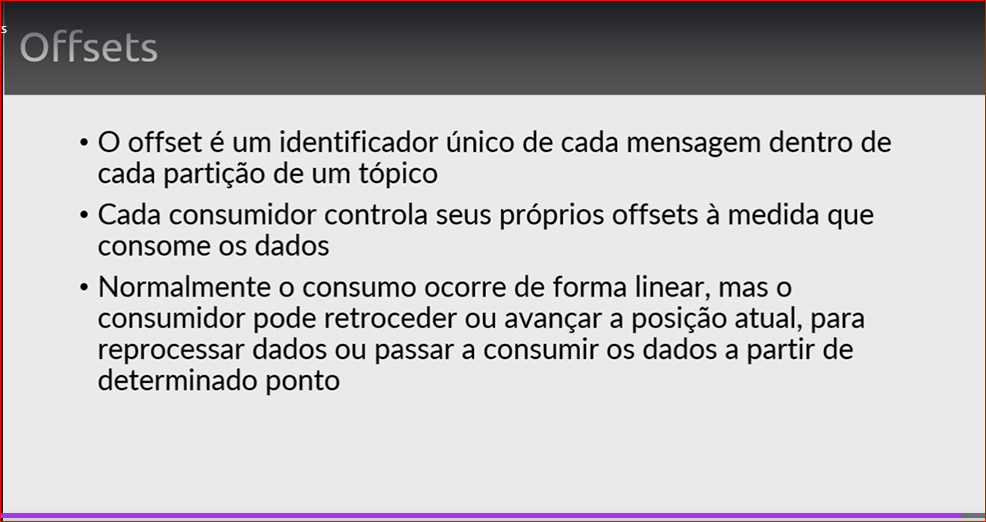 s
Offsets
• O offset é um identificador único de cada mensagem dentro de
cada partição de um tópico
• Cada consumidor controla seus próprios offsets à medida que
consome os dados
• Normalmente o consumo ocorre de forma linear, mas o
consumidor pode retroceder ou avançar a posição atual, para
reprocessar dados ou passar a consumir os dados a partir de
determinado ponto